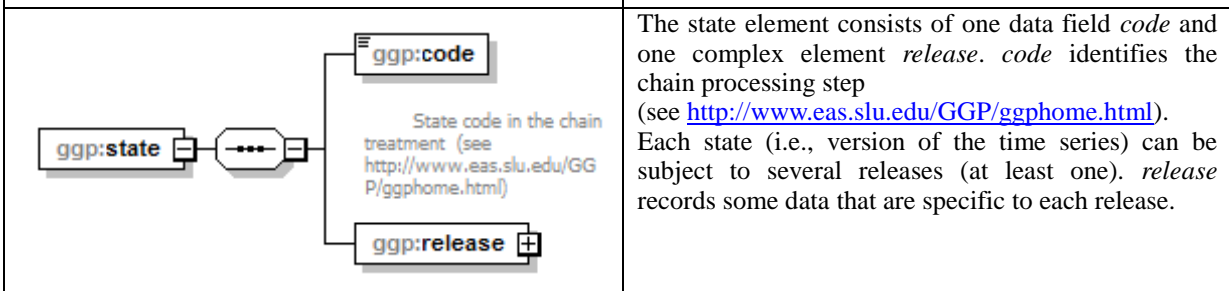 ggp:code
State code in the chain
treatment (see
http://www.eas.slu.edu/GG
P/ggphome.html)
ggp:state
ggp:release
The state element consists of one data field code and
one complex element release. code identifies the
chain processing step
(see http://www.eas.slu.edu/GGP/ggphome.html).
Each state (i.e., version of the time series) can be
subject to several releases (at least one). release
records some data that are specific to each release.